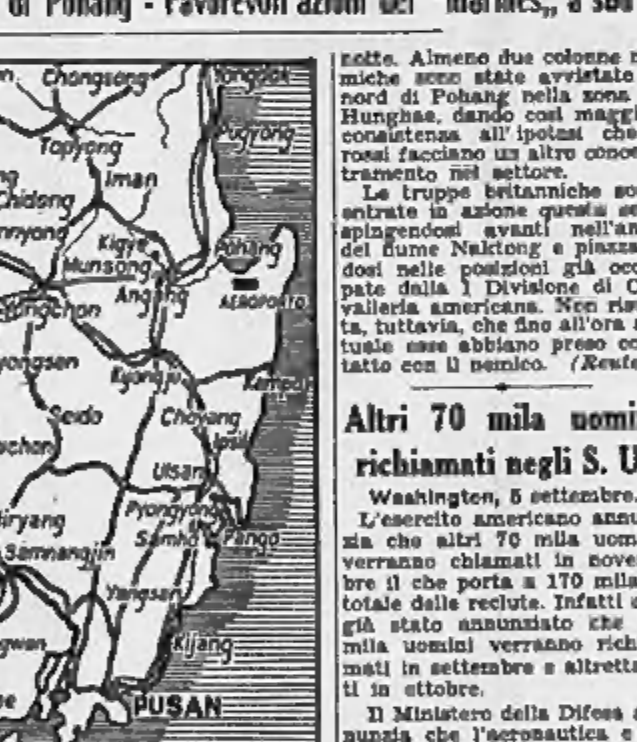 di Pohang - Favorevoli azioni dei
Chongsong
Yongdok
Pugyong
Topyong
Iman
Chidong
Kigye
Pohang
Munsong
Angang
AEROPORTO
Yongchon
Kyongju
Seido
Choyang
Ipsil
Ulsan
Pyongyong
Samho
Pango
Miryang
Samnangjin
Yangsan
Kijang
PUSAN
notte. Almeno due colonne
miche sono state avvistate
nord di Pohang nella zona
Hunghae, dando così maggi
consistenza all'ipotesi che
rossi facciano un altro concen
tramento nel settore.
Le truppe britanniche so
entrate in azione questa
spingendosi avanti nell'an
del fiume Naktong e piazzan
dosi nelle posizioni già occ
pate dalla 1 Divisione di C
valleria americana. Non risu
ta, tuttavia, che fino all'ora
tuale esse abbiano preso co
tatto con il nemico. (Reute
Altri 70 mila uomi
richiamati negli S. U
Washington, 5 settembre.
L'esercito americano annu
zia che altri 70 mila uom
verranno chiamati in nove
bre il che porta a 170 mila
totale delle reclute. Infatti
già stato annunziato che
mila uomini verranno rich
mati in settembre e altretta
ti in ottobre.
Il Ministero della Difesa
nunzia che l'aeronautica e